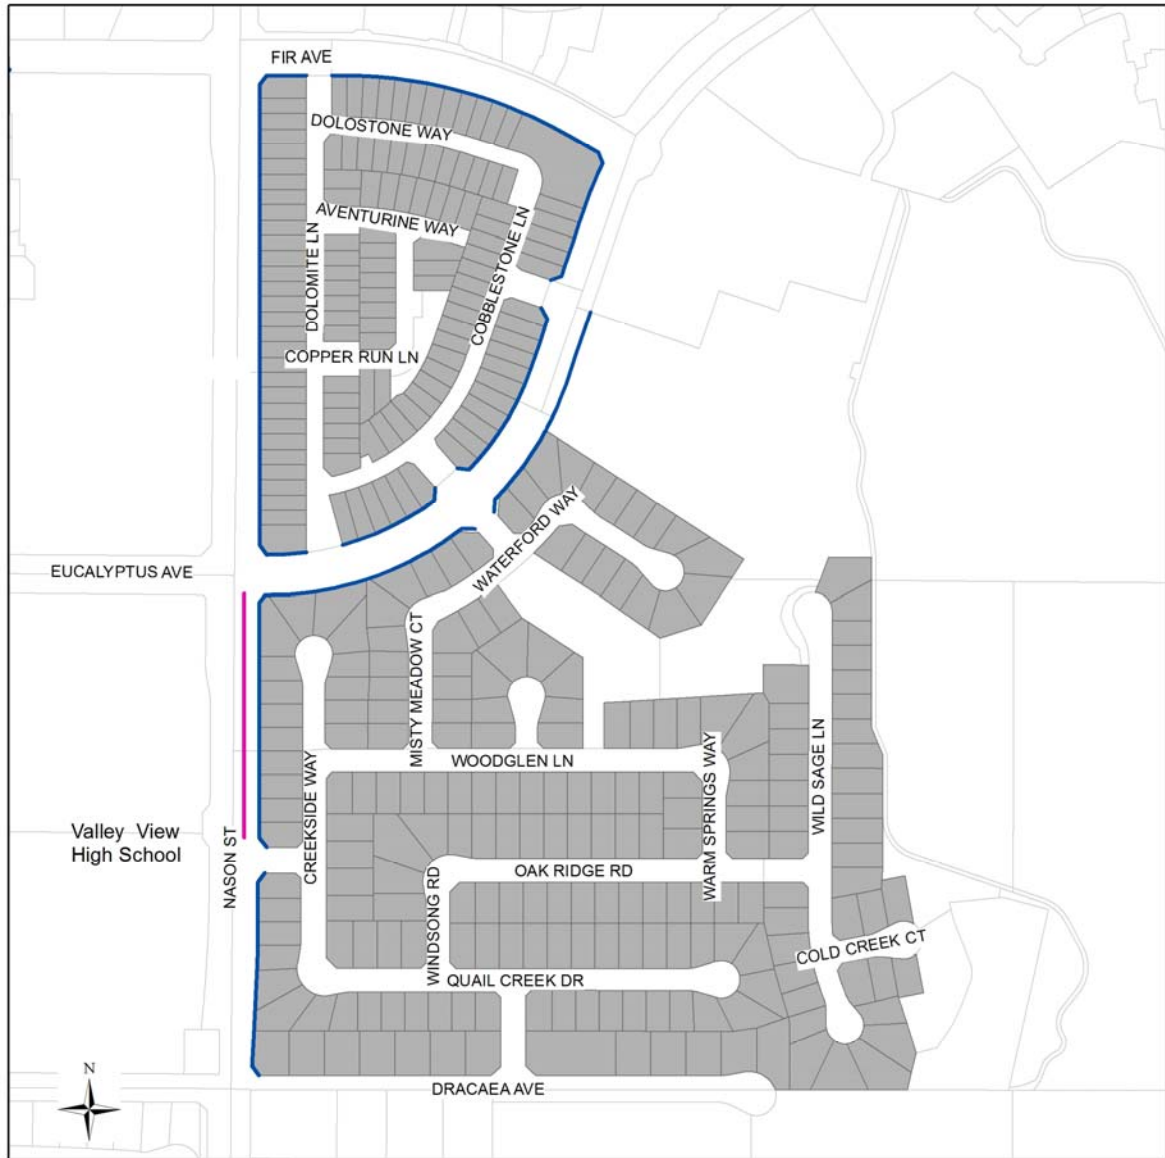 FIR AVE
DOLOSTONE WAY
AVENTURINE WAY
DOLOMITE LN
COBBLESTONE LN
COPPER RUN LN
EUCALYPTUS AVE
WATERFORD WAY
MISTY MEADOW CT
WOODGLEN LN
WARM SPRINGS WAY
WILD SAGE LN
CREEKSIDE WAY
Valley View
High School
NASON ST
OAK RIDGE RD
WINDSONG RD
COLD CREEK CT
QUAIL CREEK DR
DRACAEA AVE
N